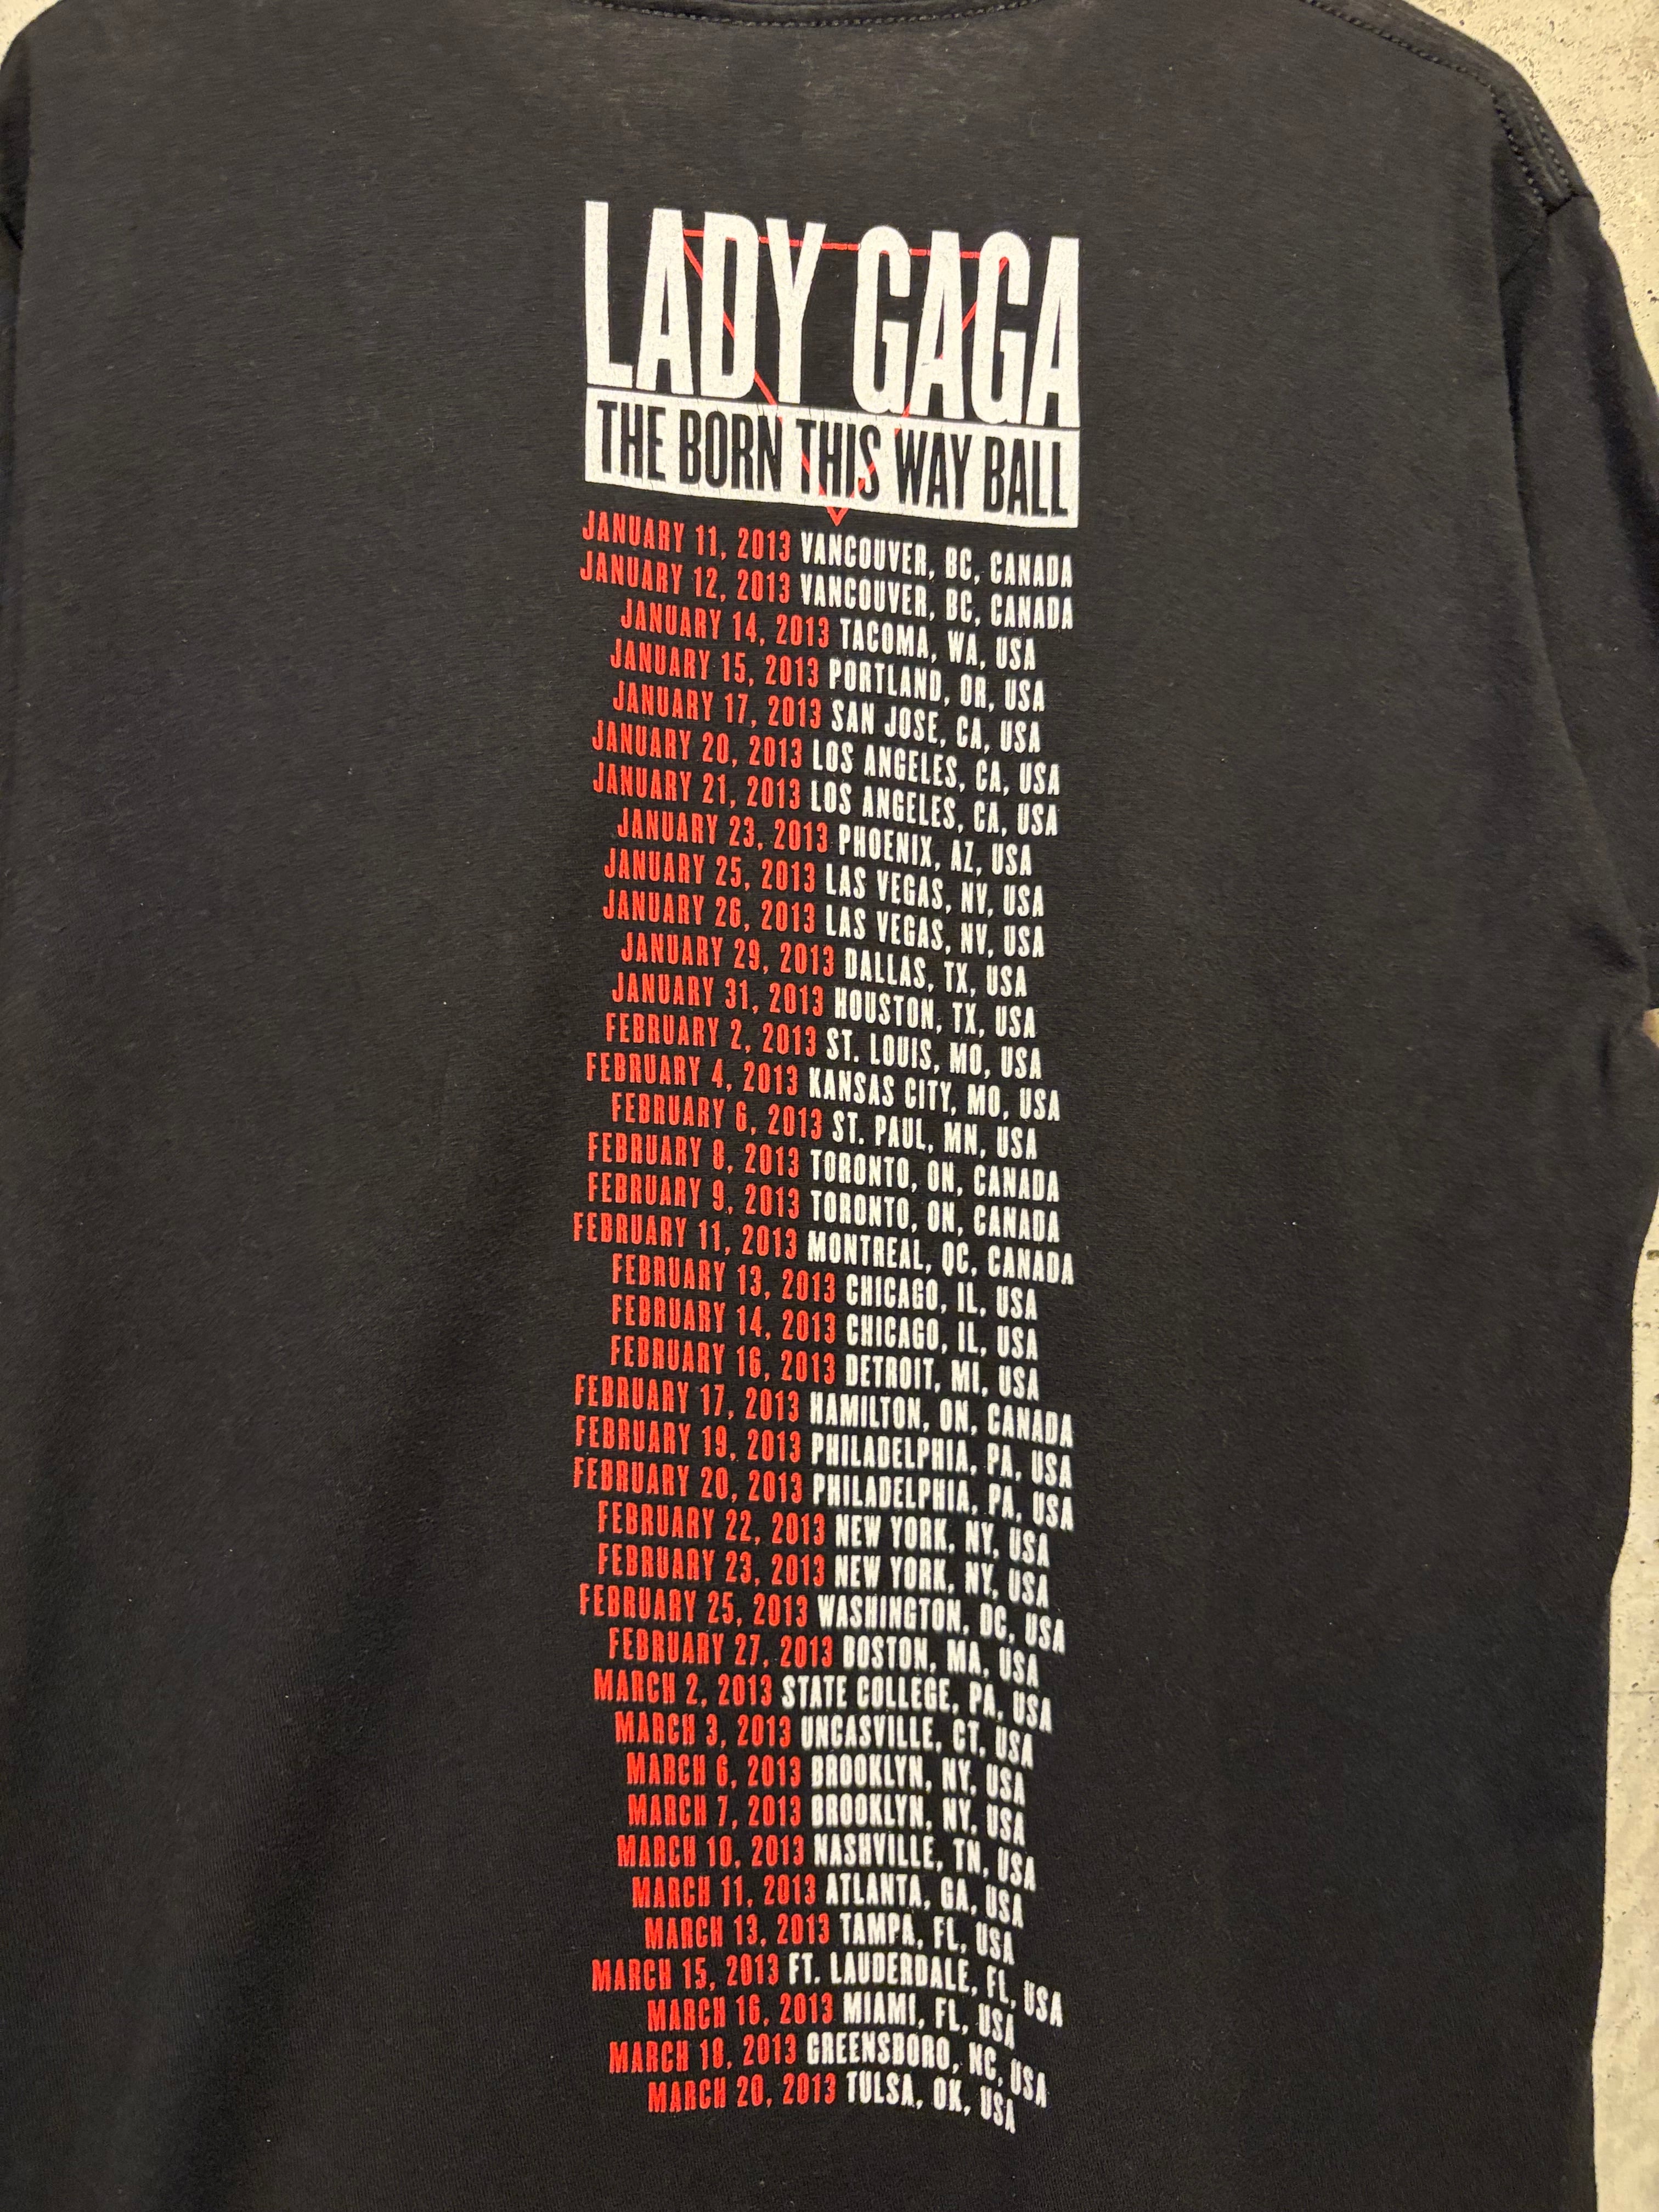 LADY GAGA
THE BORN THIS WAY BALL
JANUARY 11, 2013 VANCOUVER, BC, CANADA
JANUARY 12, 2013 VANCOUVER, BC, CANADA
JANUARY 14, 2013 TACOMA, WA, USA
JANUARY 15, 2013 PORTLAND, OR, USA
JANUARY 17, 2013 SAN JOSE, CA, USA
JANUARY 20, 2013 LOS ANGELES, CA, USA
JANUARY 21, 2013 LOS ANGELES, CA, USA
JANUARY 23, 2013 PHOENIX, AZ, USA
JANUARY 25, 2013 LAS VEGAS, NV, USA
JANUARY 26, 2013 LAS VEGAS, NV, USA
JANUARY 29, 2013 DALLAS, TX, USA
JANUARY 31, 2013 HOUSTON, TX, USA
FEBRUARY 2, 2013 ST. LOUIS, MO, USA
FEBRUARY 4, 2013 KANSAS CITY, MO, USA
FEBRUARY 6, 2013 ST. PAUL, MN, USA
FEBRUARY 8, 2013 TORONTO, ON, CANADA
FEBRUARY 9, 2013 TORONTO, ON, CANADA
FEBRUARY 11, 2013 MONTREAL, QC, CANADA
FEBRUARY 13, 2013 CHICAGO, IL, USA
FEBRUARY 14, 2013 CHICAGO, IL, USA
FEBRUARY 16, 2013 DETROIT, MI, USA
FEBRUARY 17, 2013 HAMILTON, ON, CANADA
FEBRUARY 19, 2013 PHILADELPHIA, PA, USA
FEBRUARY 20, 2013 PHILADELPHIA, PA, USA
FEBRUARY 22, 2013 NEW YORK, NY, USA
FEBRUARY 23, 2013 NEW YORK, NY, USA
FEBRUARY 25, 2013 WASHINGTON, DC, USA
FEBRUARY 27, 2013 BOSTON, MA, USA
MARCH 2, 2013 STATE COLLEGE, PA, USA
MARCH 3, 2013 UNCASVILLE, CT, USA
MARCH 6, 2013 BROOKLYN, NY, USA
MARCH 7, 2013 BROOKLYN, NY, USA
MARCH 10, 2013 NASHVILLE, TN, USA
MARCH 11, 2013 ATLANTA, GA, USA
MARCH 13, 2013 TAMPA, FL, USA
MARCH 15, 2013 FT. LAUDERDALE, FL, USA
MARCH 16, 2013 MIAMI, FL, USA
MARCH 18, 2013 GREENSBORO, NC, USA
MARCH 20, 2013 TULSA, OK, USA